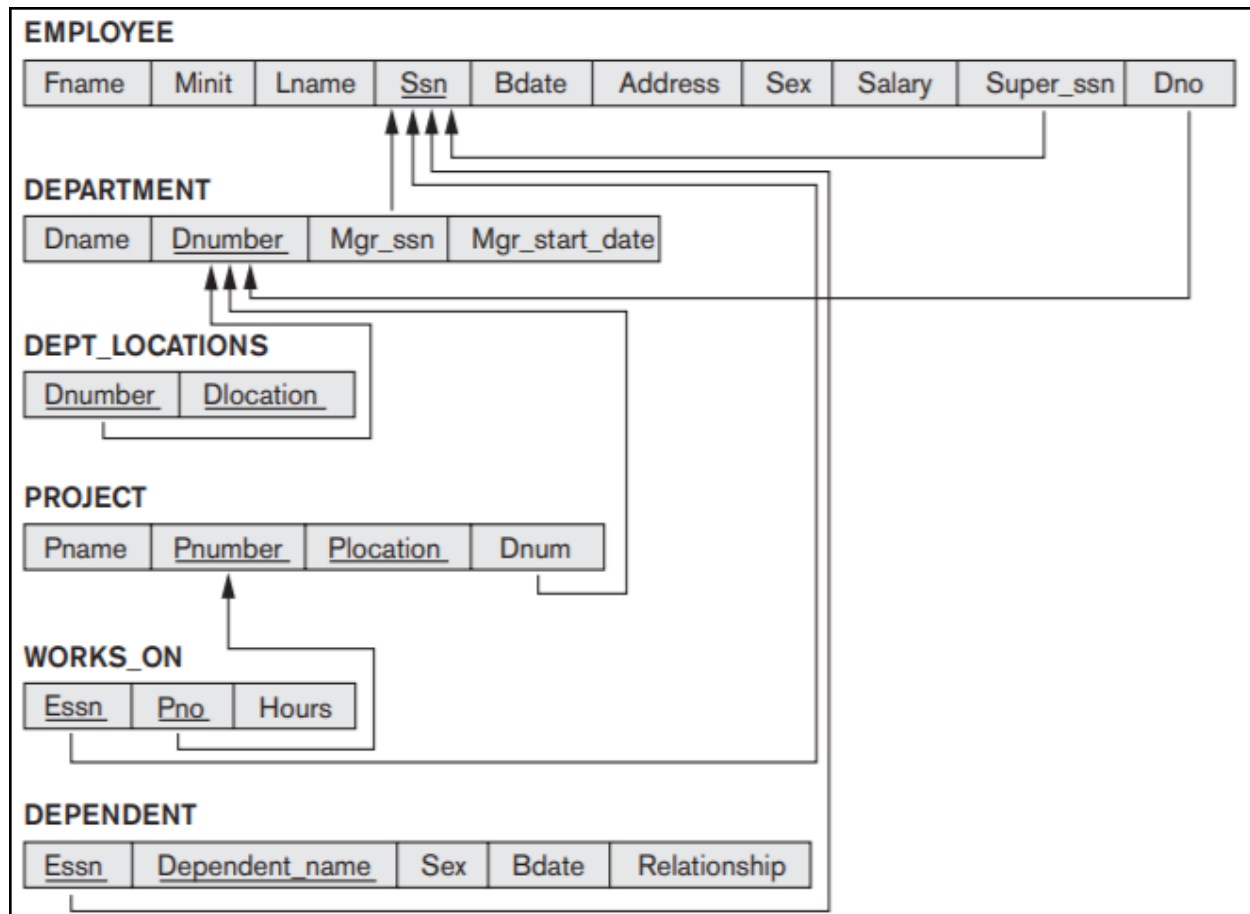 EMPLOYEE
Fname Minit Lname Ssn Bdate Address Sex Salary Super_ssn Dno
DEPARTMENT
Dname Dnumber Mgr_ssn Mgr_start_date
DEPT_LOCATIONS
Dnumber Dlocation
PROJECT
Pname Pnumber Plocation Dnum
WORKS_ON
Essn Pno Hours
DEPENDENT
Essn Dependent_name Sex Bdate Relationship